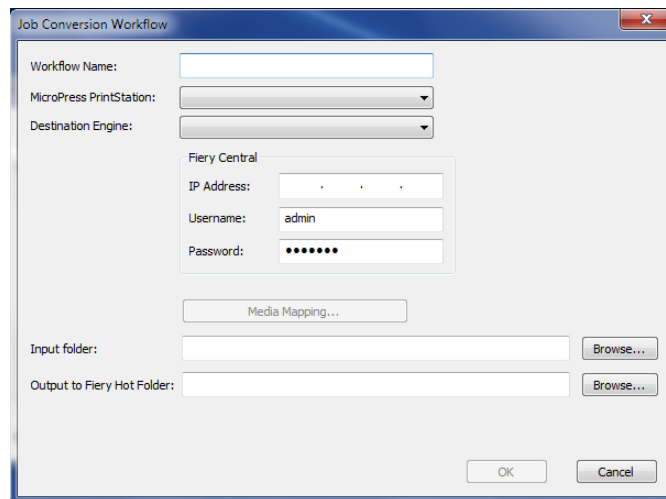 Job Conversion Workflow
Workflow Name:
MicroPress PrintStation:
Destination Engine:
Fiery Central
IP Address: . . .
Username: admin
Password: •••••••
Media Mapping...
Input folder: Browse...
Output to Fiery Hot Folder: Browse...
OK Cancel